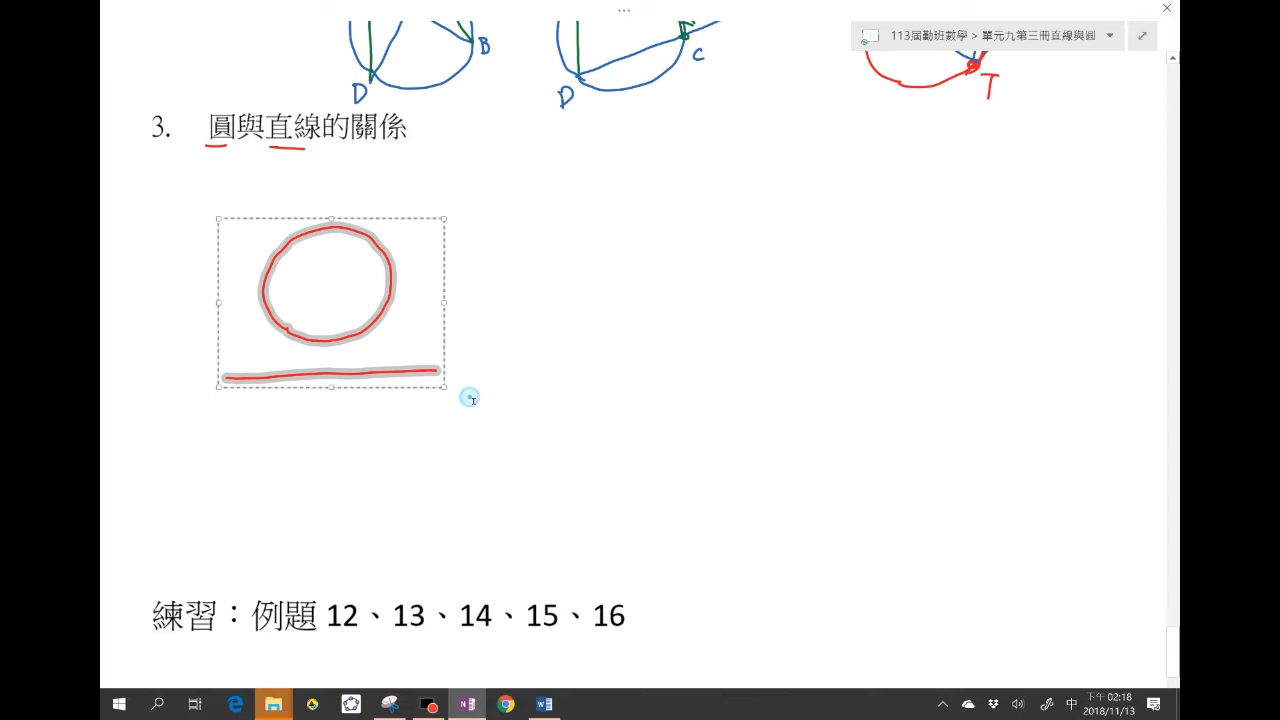 113屆勤班數學 > 單元九第三冊直線與圓
B
C
D
D
T
3. 圓與直線的關係
練習：例題 12、13、14、15、16
中
下午 02:18
2018/11/13